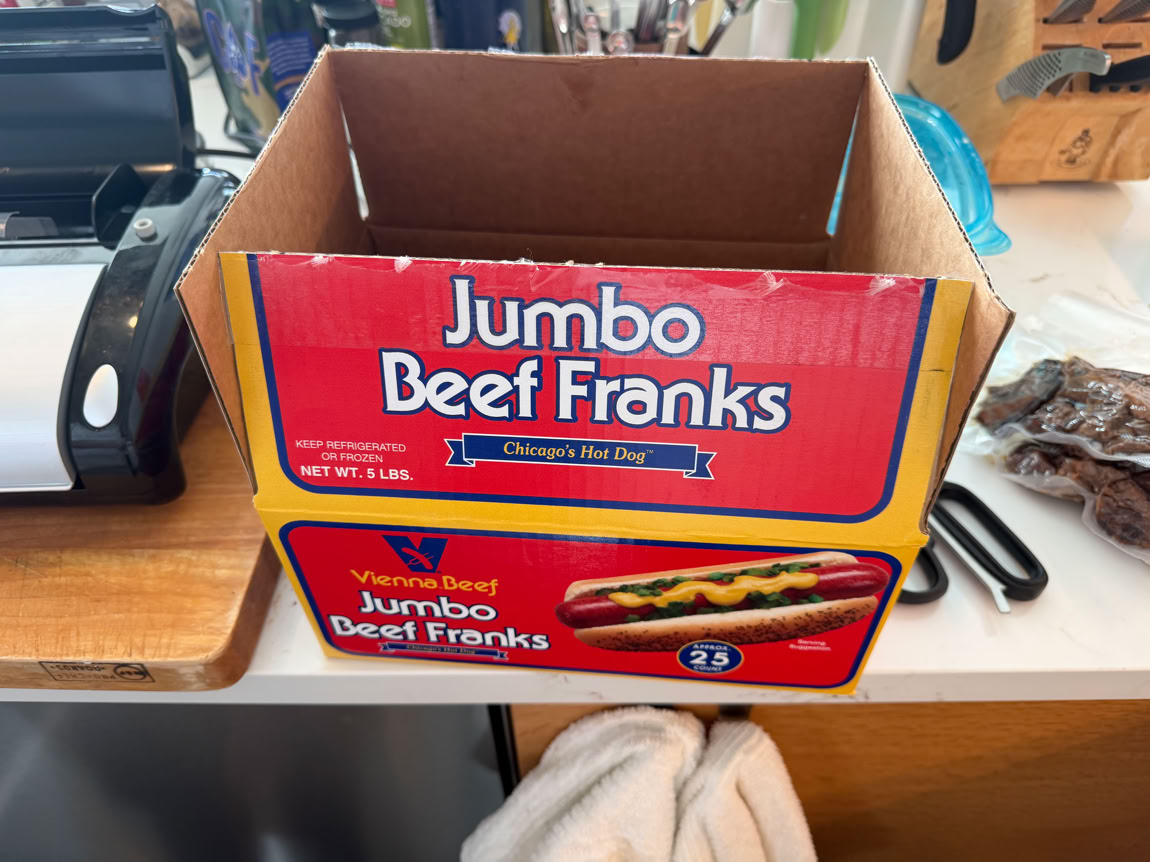 Jumbo
Beef Franks
Chicago's Hot Dog™
KEEP REFRIGERATED
OR FROZEN
NET WT. 5 LBS.
V
Vienna Beef
Jumbo
Beef Franks
Chicago's Hot Dog
APPROX.
25
COUNT
Serving
Suggestion